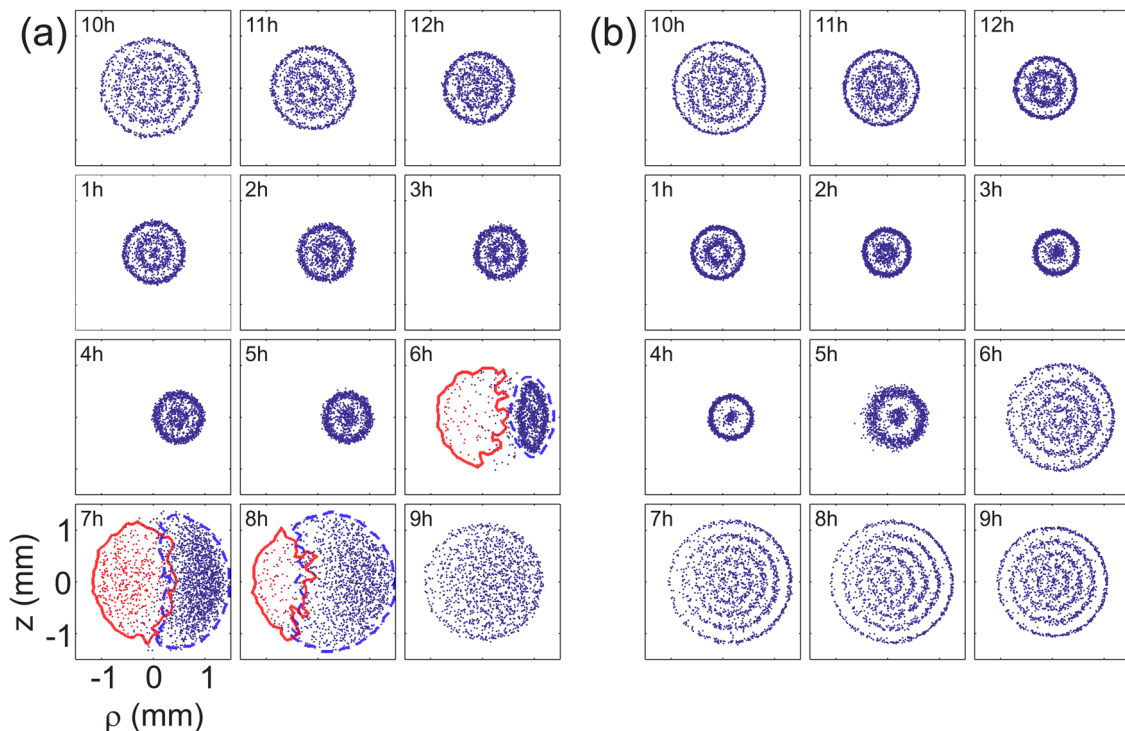 (a) 10h 11h 12h (b) 10h 11h 12h
1h 2h 3h 1h 2h 3h
4h 5h 6h 4h 5h 6h
7h 8h 9h 7h 8h 9h
1
0
-1
z (mm)
-1 0 1
ρ (mm)